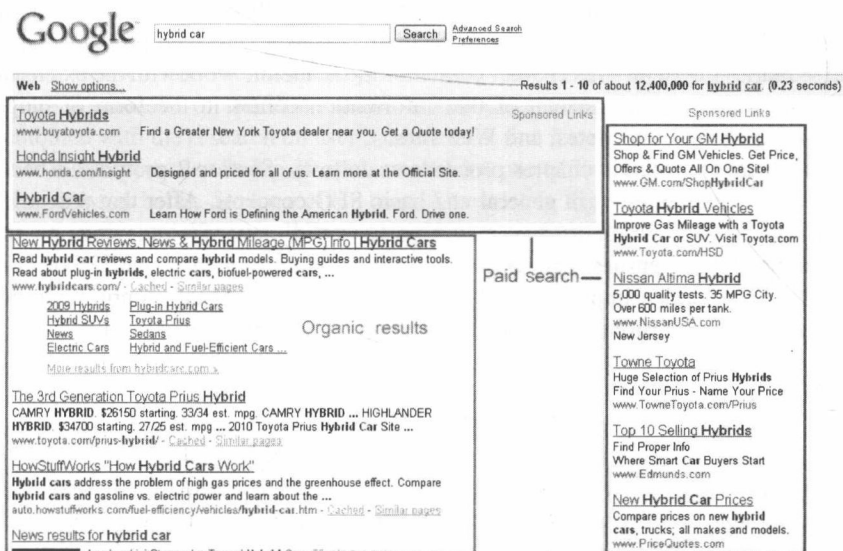 Google
hybrid car
Search
Advanced Search
Preferences
Web Show options...
Results 1 - 10 of about 12,400,000 for hybrid car. (0.23 seconds)
Toyota Hybrids
Sponsored Links
www.buyatoyota.com Find a Greater New York Toyota dealer near you. Get a Quote today!
Honda Insight Hybrid
www.honda.com/Insight Designed and priced for all of us. Learn more at the Official Site.
Hybrid Car
www.FordVehicles.com Learn How Ford is Defining the American Hybrid. Ford. Drive one.
New Hybrid Reviews, News & Hybrid Mileage (MPG) Info | Hybrid Cars
Read hybrid car reviews and compare hybrid models. Buying guides and interactive tools.
Read about plug-in hybrids, electric cars, biofuel-powered cars, ...
www.hybridcars.com/ - Cached - Similar pages
2009 Hybrids Plug-in Hybrid Cars
Hybrid SUVs Toyota Prius
News Sedans
Electric Cars Hybrid and Fuel-Efficient Cars ...
More results from hybridcars.com »
Organic results
The 3rd Generation Toyota Prius Hybrid
CAMRY HYBRID. $26150 starting. 33/34 est. mpg. CAMRY HYBRID ... HIGHLANDER
HYBRID. $34700 starting. 27/25 est. mpg ... 2010 Toyota Prius Hybrid Car Site ...
www.toyota.com/prius-hybrid/ - Cached - Similar pages
HowStuffWorks "How Hybrid Cars Work"
Hybrid cars address the problem of high gas prices and the greenhouse effect. Compare
hybrid cars and gasoline vs. electric power and learn about the ...
auto.howstuffworks.com/fuel-efficiency/vehicles/hybrid-car.htm - Cached - Similar pages
News results for hybrid car
Paid search
Sponsored Links
Shop for Your GM Hybrid
Shop & Find GM Vehicles. Get Price,
Offers & Quote All On One Site!
www.GM.com/ShopHybridCar
Toyota Hybrid Vehicles
Improve Gas Mileage with a Toyota
Hybrid Car or SUV. Visit Toyota.com
www.Toyota.com/HSD
Nissan Altima Hybrid
5,000 quality tests. 35 MPG City.
Over 600 miles per tank.
www.NissanUSA.com
New Jersey
Towne Toyota
Huge Selection of Prius Hybrids
Find Your Prius - Name Your Price
www.TowneToyota.com/Prius
Top 10 Selling Hybrids
Find Proper Info
Where Smart Car Buyers Start
www.Edmunds.com
New Hybrid Car Prices
Compare prices on new hybrid
cars, trucks; all makes and models.
www.PriceQuotes.com